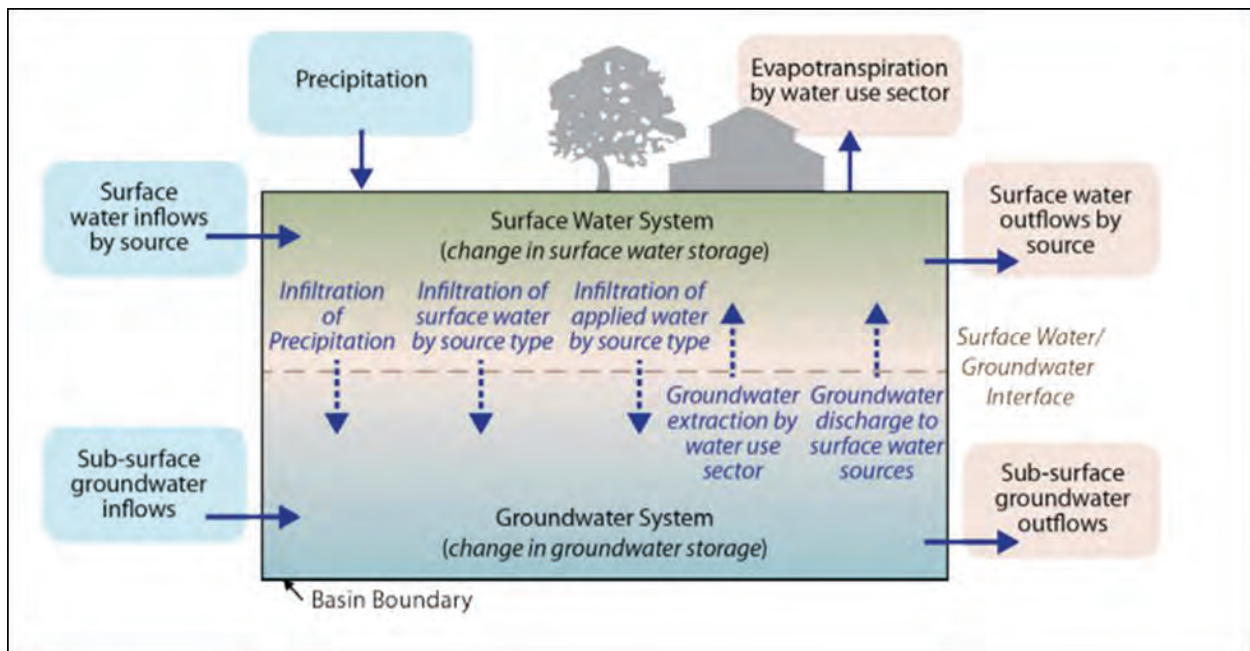 Precipitation
Evapotranspiration
by water use sector
Surface
water inflows
by source
Surface Water System
(change in surface water storage)
Surface water
outflows by
source
Infiltration
of
Precipitation
Infiltration of
surface water
by source type
Infiltration of
applied water
by source type
Surface Water/
Groundwater
Interface
Groundwater
extraction by
water use
sector
Groundwater
discharge to
surface water
sources
Sub-surface
groundwater
inflows
Groundwater System
(change in groundwater storage)
Sub-surface
groundwater
outflows
Basin Boundary